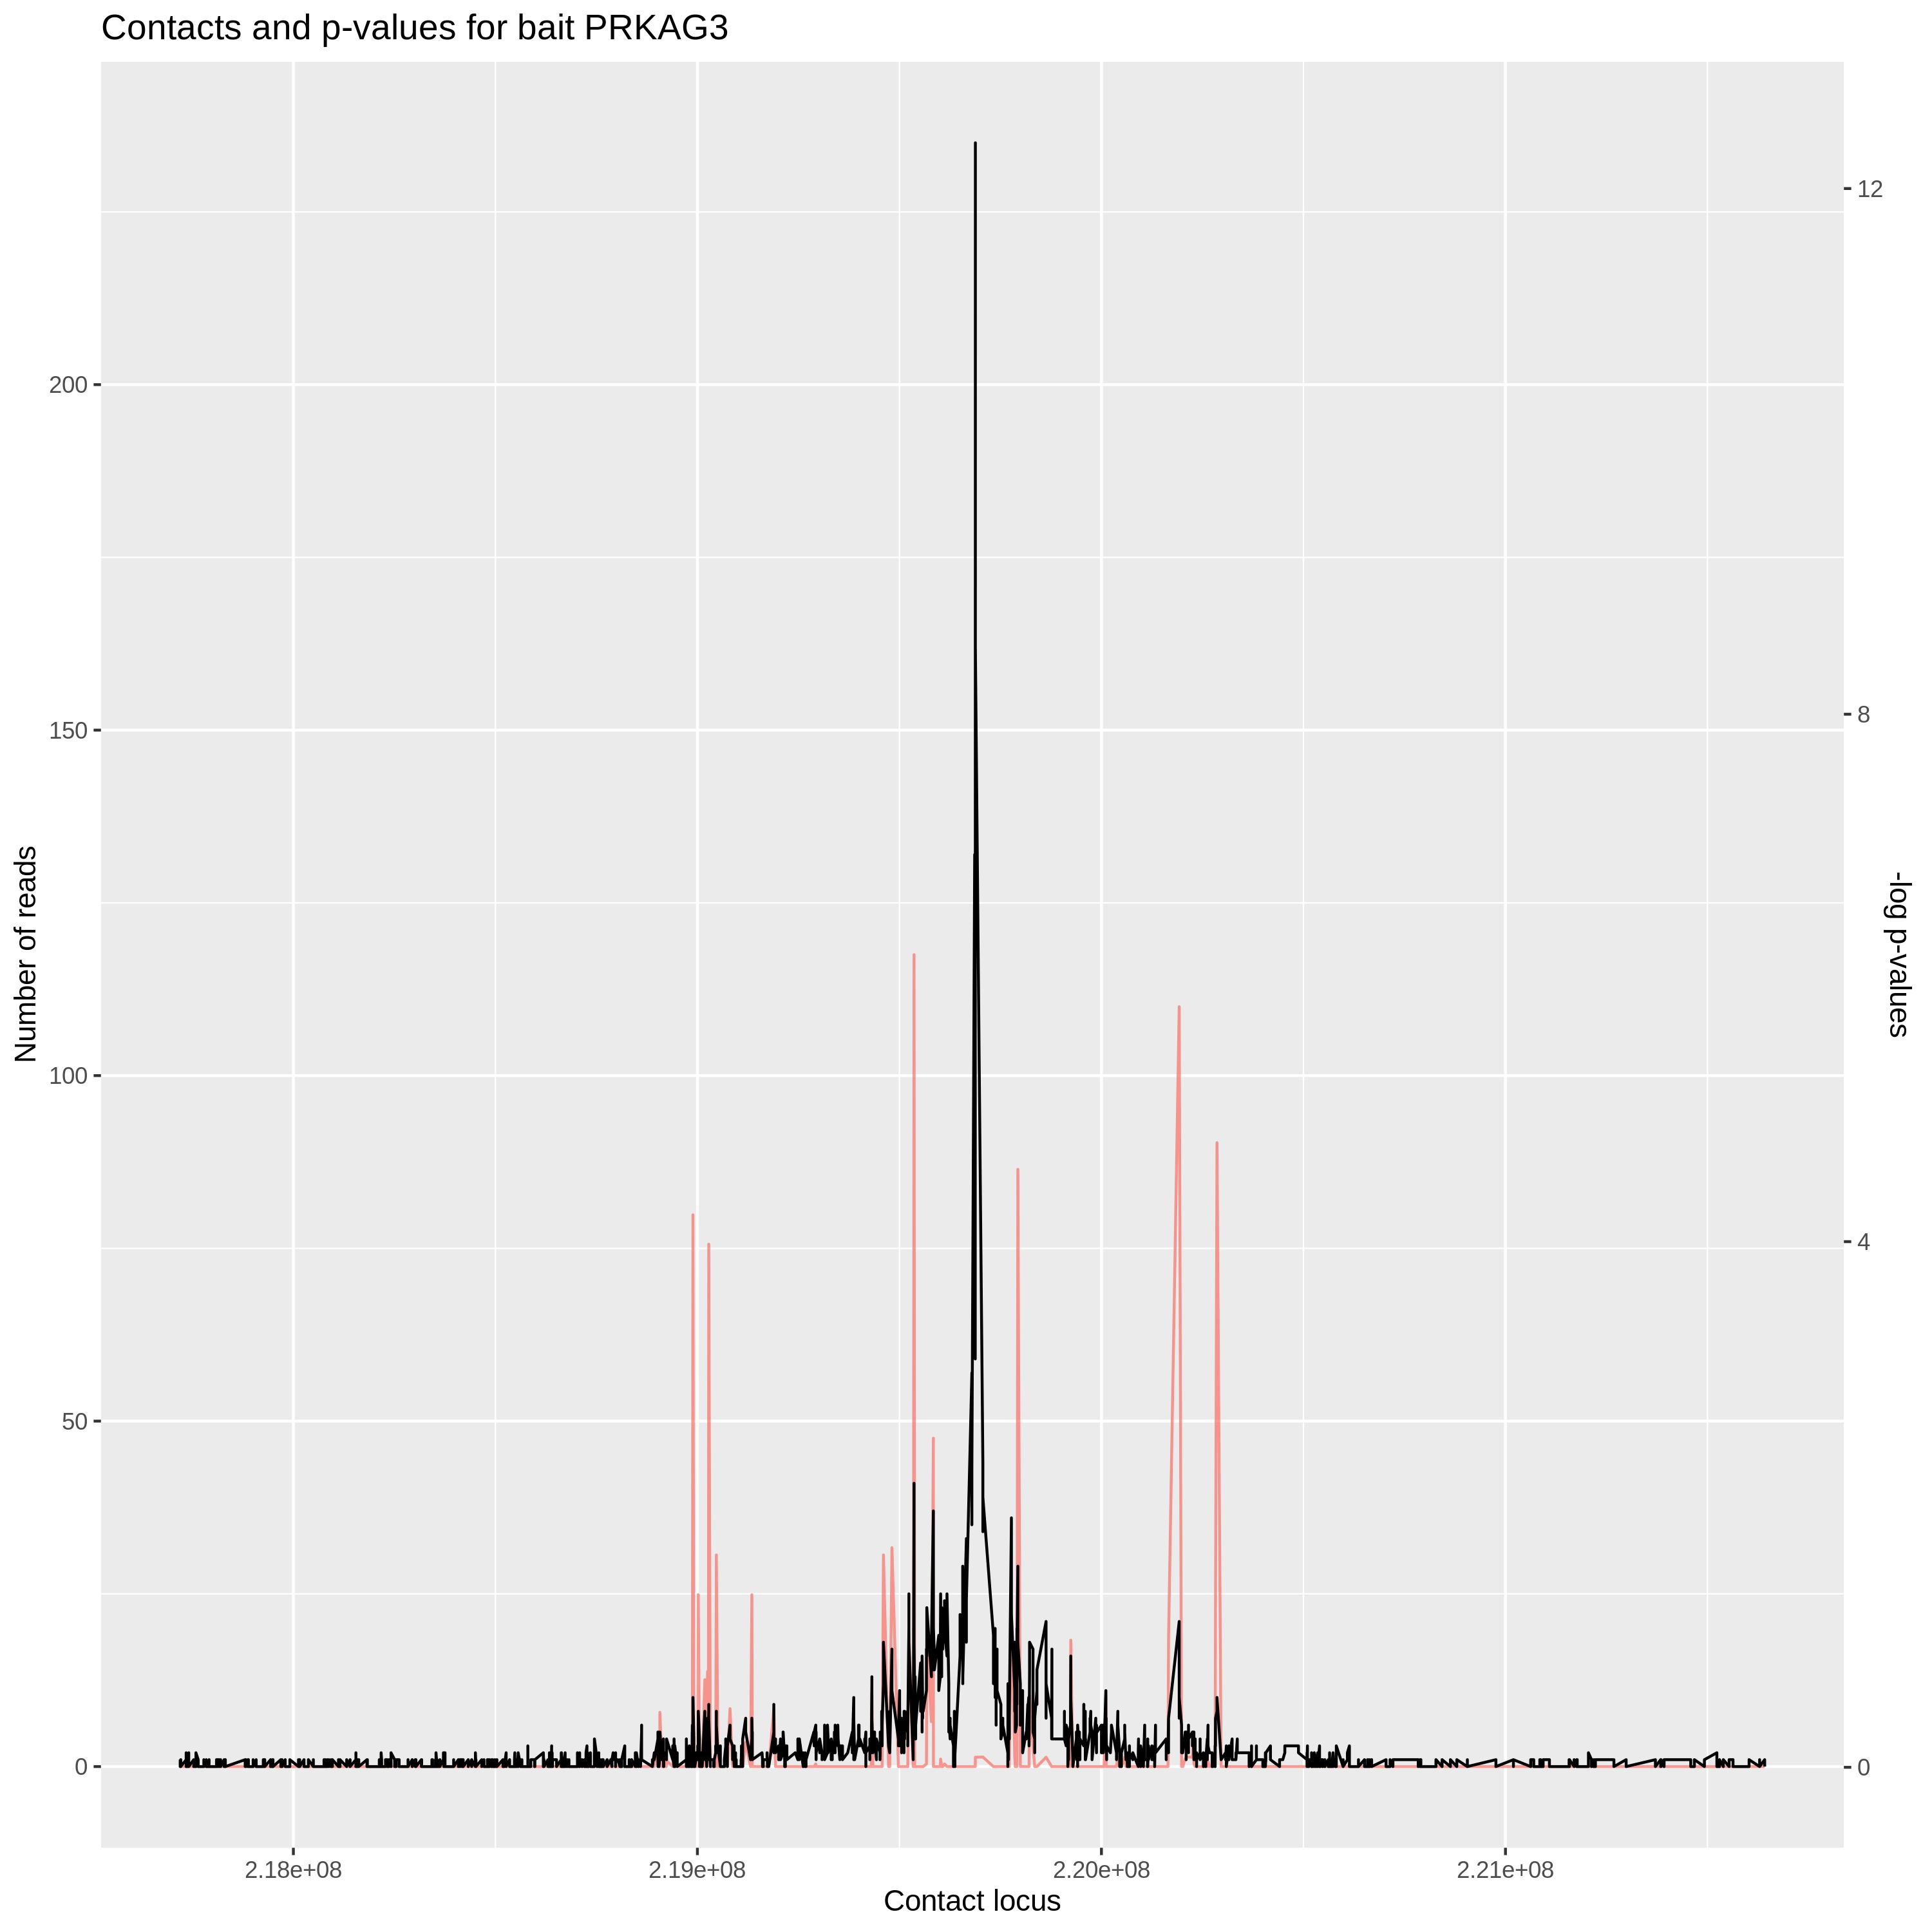 Contacts and p-values for bait PRKAG3
Number of reads
200
150
100
50
0
12
8
4
0
-log p-values
2.18e+08 2.19e+08 2.20e+08 2.21e+08
Contact locus